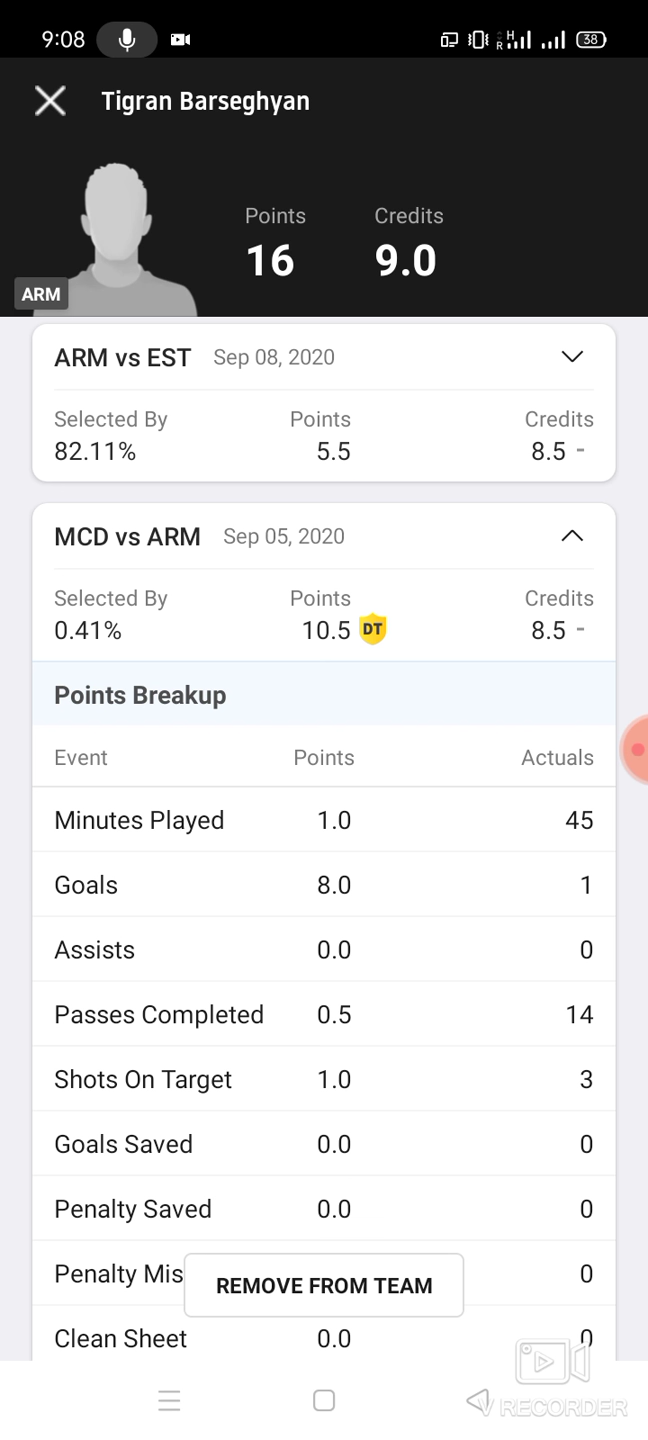 9:08 H R 38
Tigran Barseghyan
Points Credits
16 9.0
ARM
ARM vs EST Sep 08, 2020
Selected By Points Credits
82.11% 5.5 8.5 -
MCD vs ARM Sep 05, 2020
Selected By Points Credits
0.41% 10.5 DT 8.5 -
Points Breakup
Event Points Actuals
Minutes Played 1.0 45
Goals 8.0 1
Assists 0.0 0
Passes Completed 0.5 14
Shots On Target 1.0 3
Goals Saved 0.0 0
Penalty Saved 0.0 0
Penalty Mis 0
REMOVE FROM TEAM
Clean Sheet 0.0 0
V RECORDER